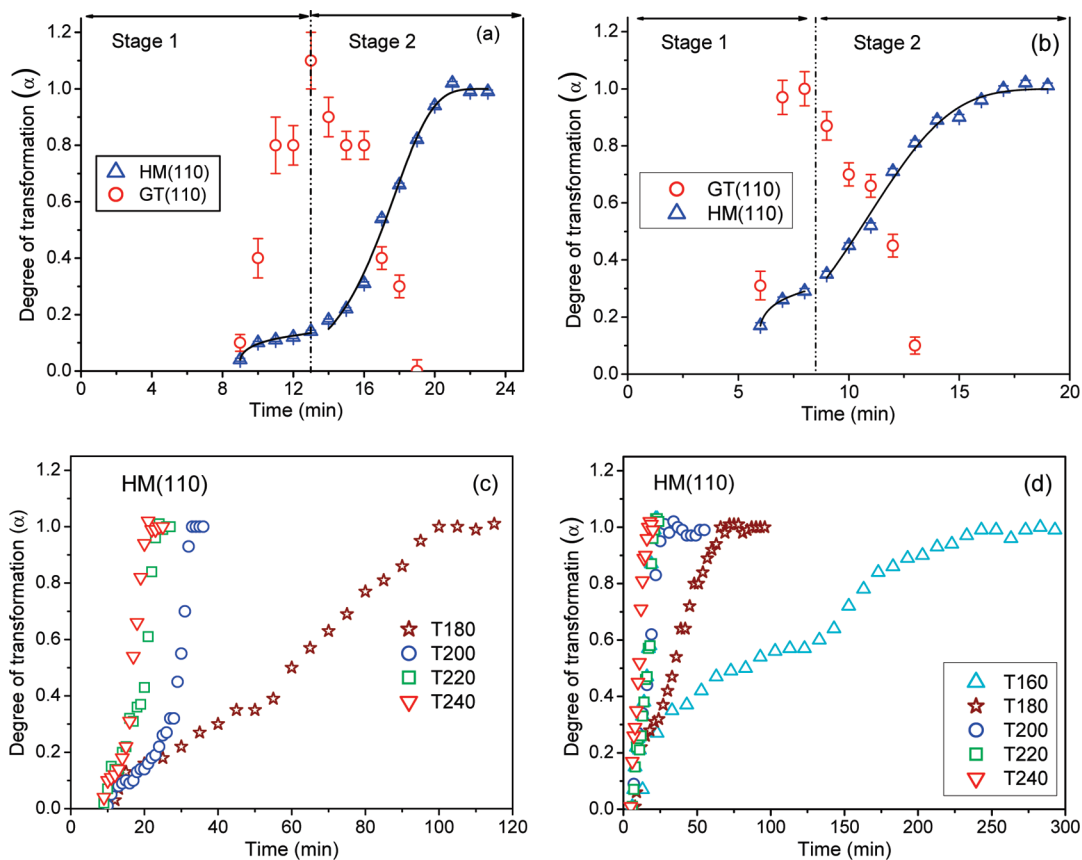 Stage 1
Stage 2
(a)
HM(110)
GT(110)
Degree of transformation (α)
0.0
0.2
0.4
0.6
0.8
1.0
1.2
0
4
8
12
16
20
24
Time (min)
Stage 1
Stage 2
(b)
GT(110)
HM(110)
Degree of transformation (α)
0.0
0.2
0.4
0.6
0.8
1.0
1.2
0
5
10
15
20
Time (min)
HM(110)
(c)
T180
T200
T220
T240
Degree of transformatin (α)
0.0
0.2
0.4
0.6
0.8
1.0
1.2
0
20
40
60
80
100
120
Time (min)
HM(110)
(d)
T160
T180
T200
T220
T240
Degree of transformatin (α)
0.0
0.2
0.4
0.6
0.8
1.0
1.2
0
50
100
150
200
250
300
Time (min)